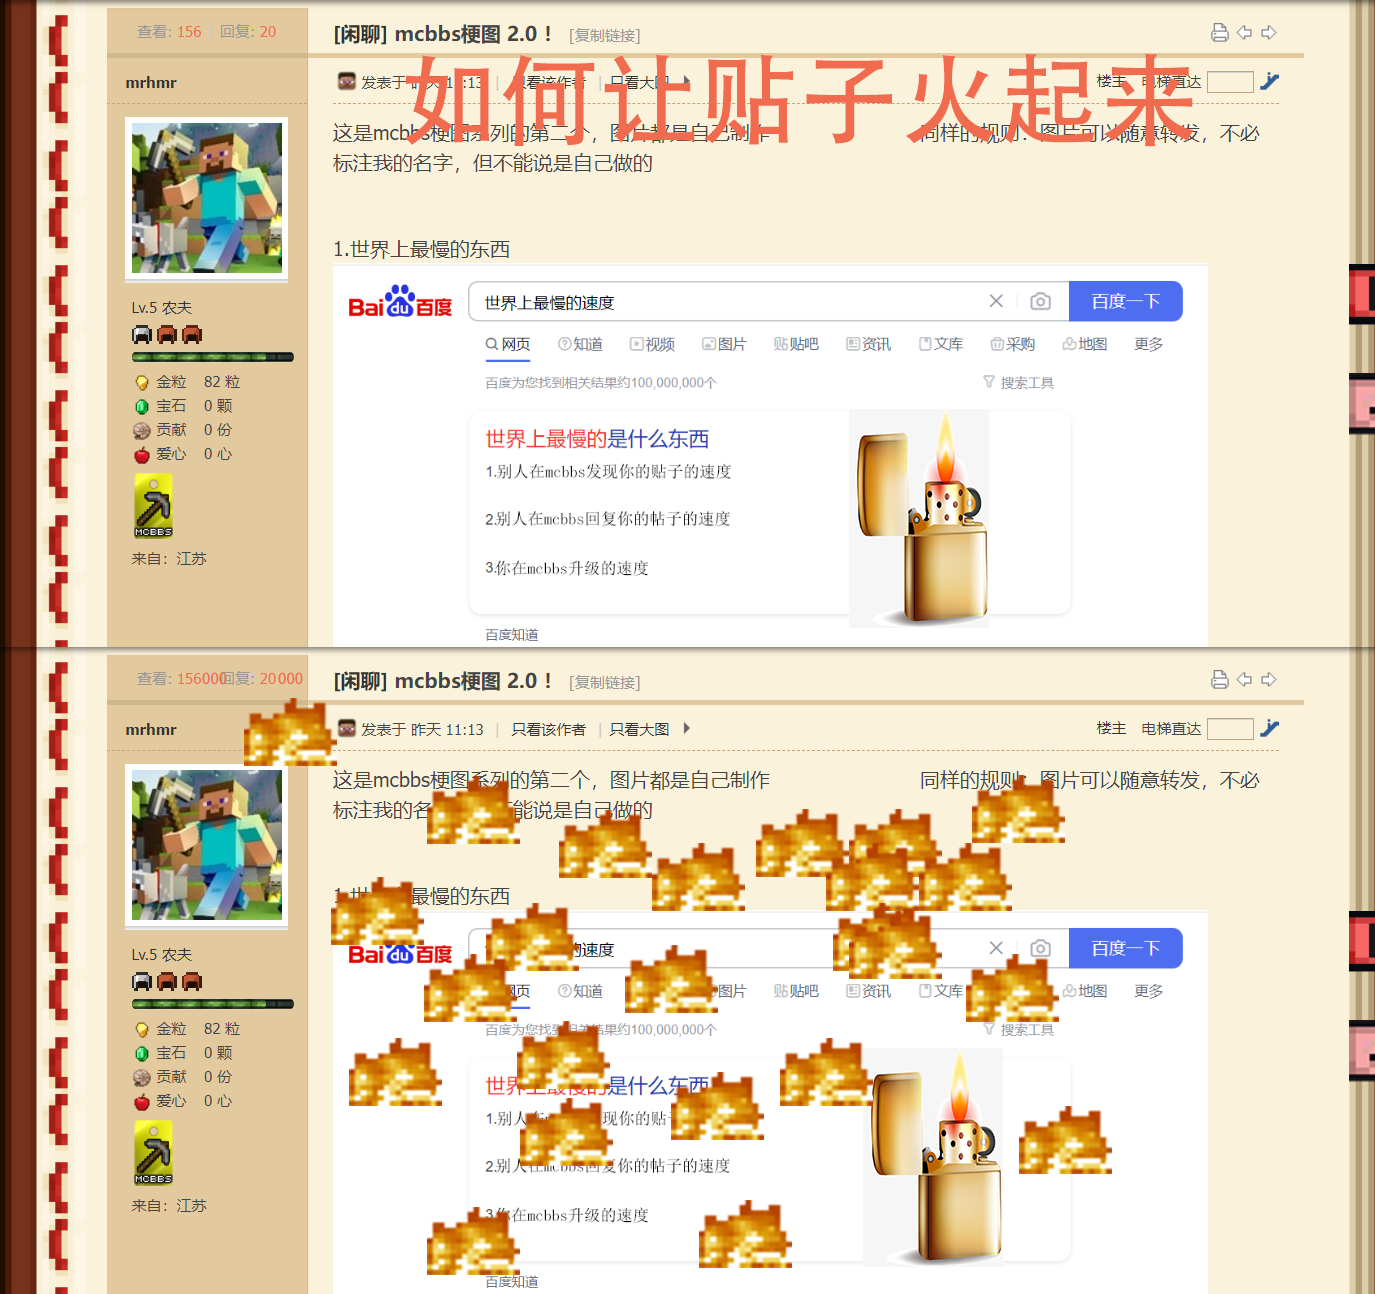 查看: 156 回复: 20
[闲聊] mcbbs梗图 2.0！ [复制链接]
如何让贴子火起来
mrhmr
发表于 昨天 11:13 | 只看该作者 | 只看大图
楼主 电梯直达
这是mcbbs梗图系列的第二个，图片都是自己制作 同样的规则：图片可以随意转发，不必
标注我的名字，但不能说是自己做的
1.世界上最慢的东西
Lv.5 农夫
金粒 82 粒
宝石 0 颗
贡献 0 份
爱心 0 心
MCBBS
来自：江苏
Bai du 百度
世界上最慢的速度
百度一下
网页 知道 视频 图片 贴贴吧 资讯 文库 采购 地图 更多
百度为您找到相关结果约100,000,000个
搜索工具
世界上最慢的是什么东西
1.别人在mcbbs发现你的贴子的速度
2.别人在mcbbs回复你的帖子的速度
3.你在mcbbs升级的速度
百度知道
查看: 156000 回复: 20000
[闲聊] mcbbs梗图 2.0！ [复制链接]
mrhmr
发表于 昨天 11:13 | 只看该作者 | 只看大图
楼主 电梯直达
这是mcbbs梗图系列的第二个，图片都是自己制作 同样的规则：图片可以随意转发，不必
标注我的名 能说是自己做的
最慢的东西
Lv.5 农夫
金粒 82 粒
宝石 0 颗
贡献 0 份
爱心 0 心
MCBBS
来自：江苏
Bai du 百度
的速度
百度一下
网页 知道 图片 贴贴吧 资讯 文库 地图 更多
百度为您找到相关结果约100,000,000个
搜索工具
世界上最慢的是什么东西
1.别人 现你的贴
2.别人在mcbbs回复你的帖子的速度
3.你在mcbbs升级的速度
百度知道